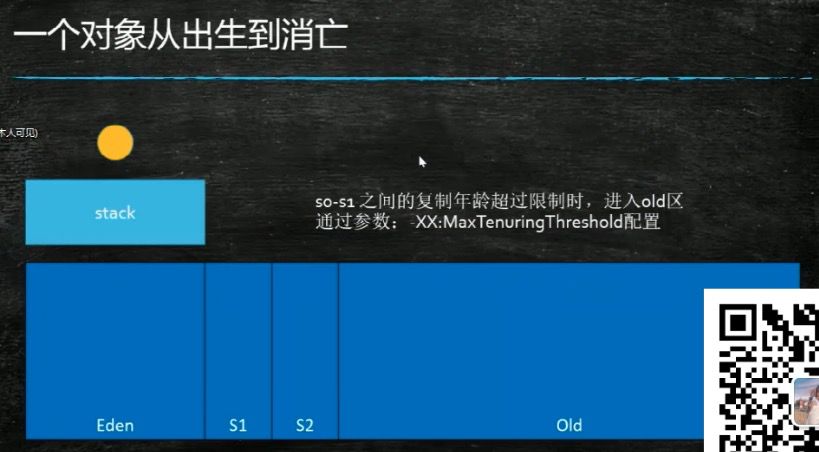 一个对象从出生到消亡
本人可见)
stack
s0-s1 之间的复制年龄超过限制时，进入old区
通过参数： -XX:MaxTenuringThreshold配置
Eden
S1
S2
Old